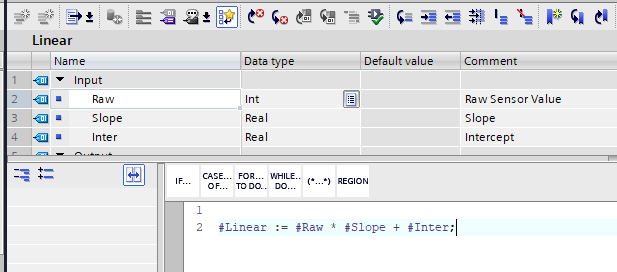 Linear
Name Data type Default value Comment
1 Input
2 Raw Int Raw Sensor Value
3 Slope Real Slope
4 Inter Real Intercept
Output
IF... CASE... OF... FOR... TO DO... WHILE.. DO... (*...*) REGION
1
2 #Linear := #Raw * #Slope + #Inter;